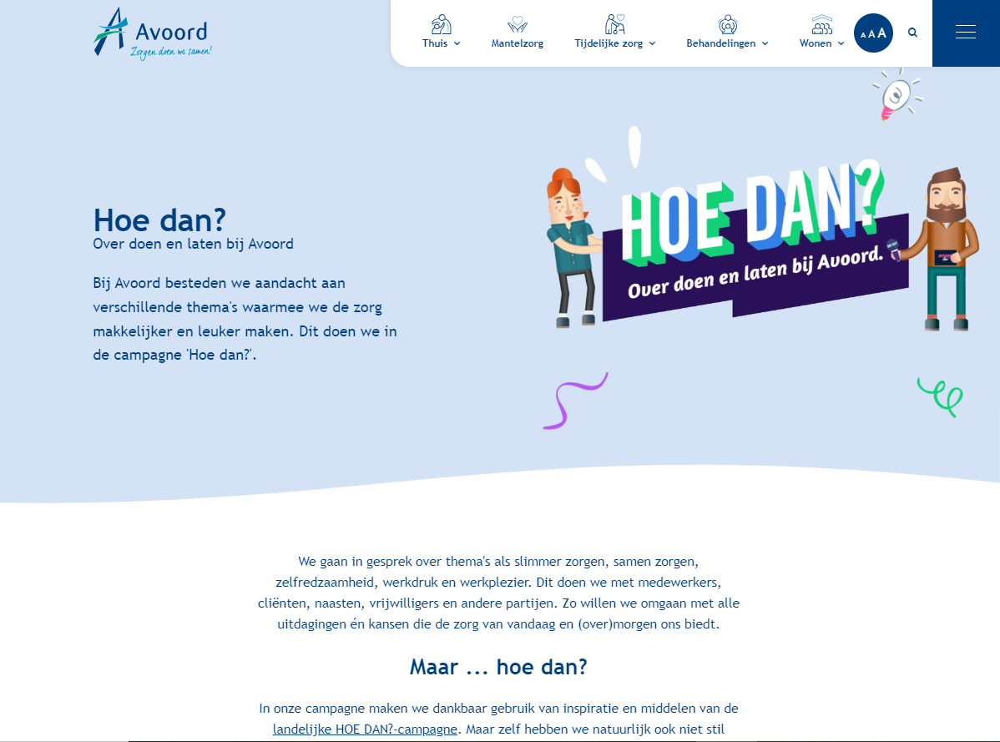 Avoord
Zorgen doen we samen!
Thuis
Mantelzorg
Tijdelijke zorg
Behandelingen
Wonen
A A A
HOE DAN?
Over doen en laten bij Avoord.
Hoe dan?
Over doen en laten bij Avoord
Bij Avoord besteden we aandacht aan
verschillende thema's waarmee we de zorg
makkelijker en leuker maken. Dit doen we in
de campagne 'Hoe dan?'.
We gaan in gesprek over thema's als slimmer zorgen, samen zorgen,
zelfredzaamheid, werkdruk en werkplezier. Dit doen we met medewerkers,
cliënten, naasten, vrijwilligers en andere partijen. Zo willen we omgaan met alle
uitdagingen én kansen die de zorg van vandaag en (over)morgen ons biedt.
Maar ... hoe dan?
In onze campagne maken we dankbaar gebruik van inspiratie en middelen van de
landelijke HOE DAN?-campagne. Maar zelf hebben we natuurlijk ook niet stil